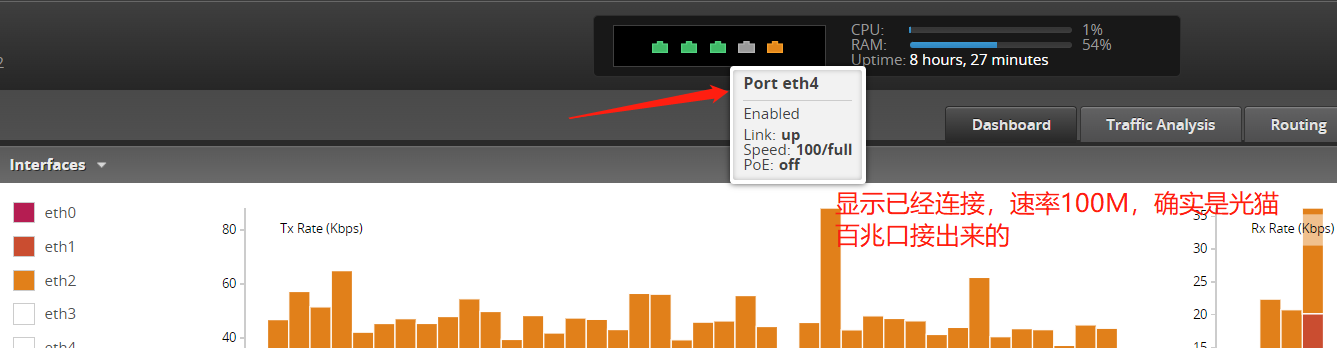 CPU: 1%
RAM: 54%
Uptime: 8 hours, 27 minutes
2
Port eth4
Enabled
Link: up
Speed: 100/full
PoE: off
Dashboard
Traffic Analysis
Routing
Interfaces
显示已经连接，速率100M，确实是光猫
百兆口接出来的
eth0
eth1
eth2
eth3
eth4
Tx Rate (Kbps)
80
60
40
Rx Rate (Kbps)
35
30
25
20
15